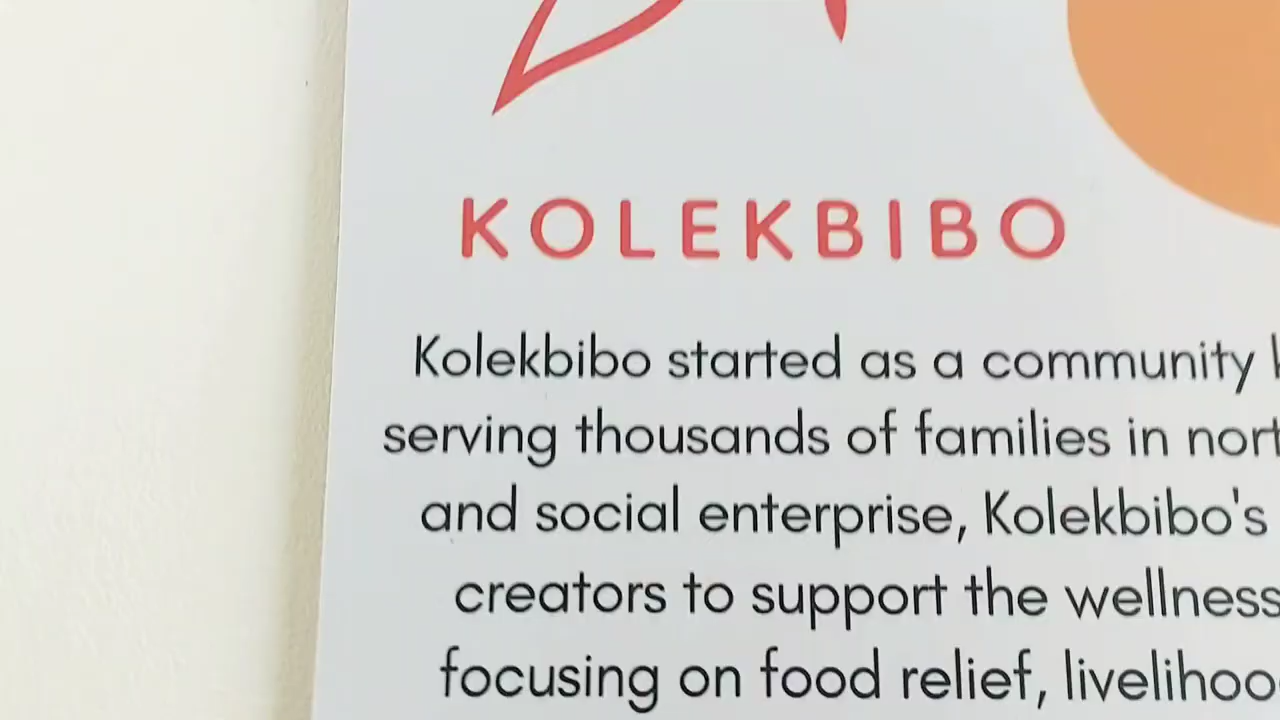 KOLEKBIBO
Kolekbibo started as a community
serving thousands of families in
and social enterprise, Kolekbibo's
creators to support the wellness
focusing on food relief,